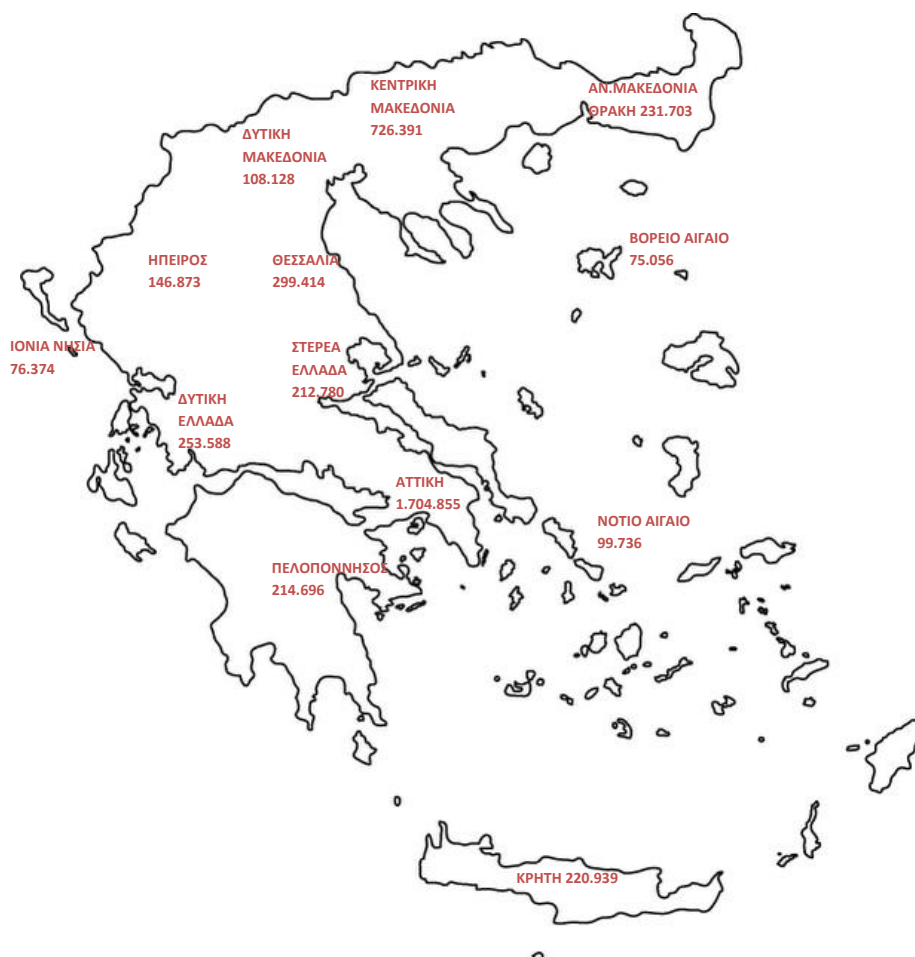 ΚΕΝΤΡΙΚΗ
ΜΑΚΕΔΟΝΙΑ
726.391
ΑΝ.ΜΑΚΕΔΟΝΙΑ
ΘΡΑΚΗ 231.703
ΔΥΤΙΚΗ
ΜΑΚΕΔΟΝΙΑ
108.128
ΒΟΡΕΙΟ ΑΙΓΑΙΟ
75.056
ΗΠΕΙΡΟΣ
146.873
ΘΕΣΣΑΛΙΑ
299.414
ΙΟΝΙΑ ΝΗΣΙΑ
76.374
ΣΤΕΡΕΑ
ΕΛΛΑΔΑ
212.780
ΔΥΤΙΚΗ
ΕΛΛΑΔΑ
253.588
ΑΤΤΙΚΗ
1.704.855
ΝΟΤΙΟ ΑΙΓΑΙΟ
99.736
ΠΕΛΟΠΟΝΝΗΣΟΣ
214.696
ΚΡΗΤΗ 220.939